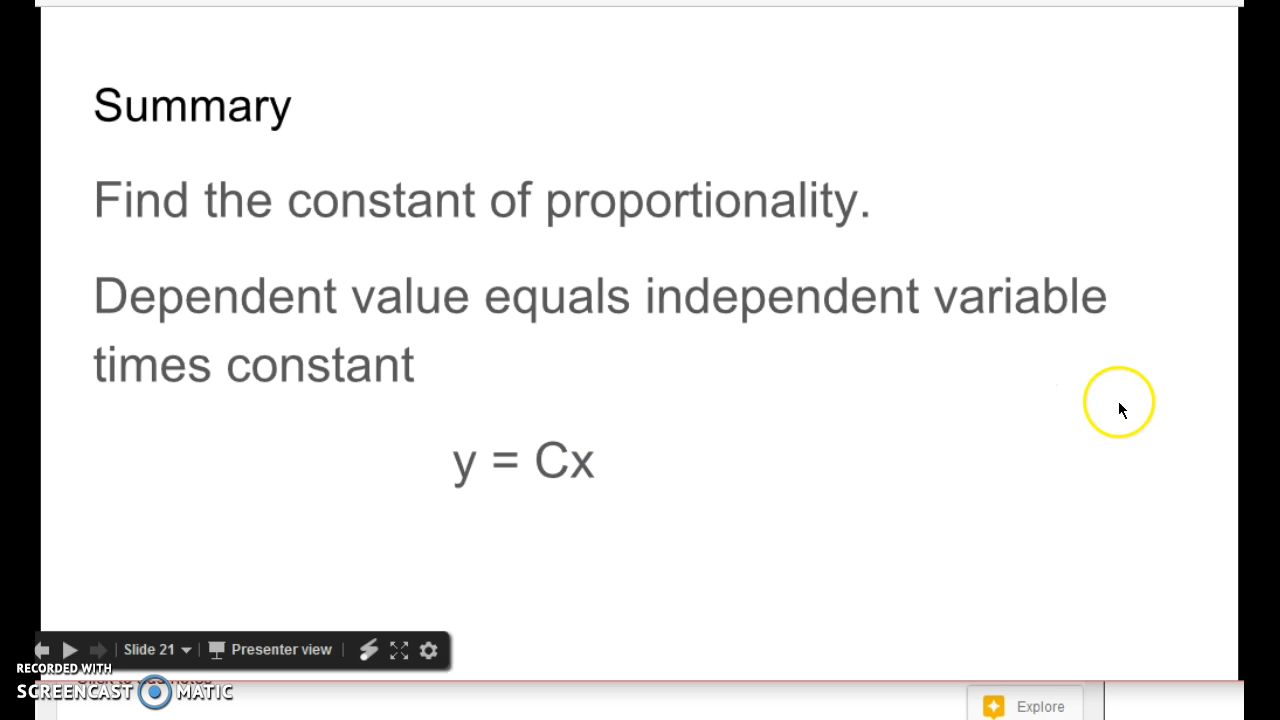 Summary
Find the constant of proportionality.
Dependent value equals independent variable
times constant
y = Cx
Slide 21
Presenter view
RECORDED WITH
SCREENCAST MATIC
Explore